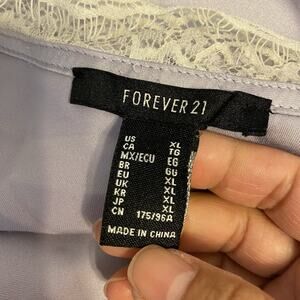 FOREVER 21
US XL
CA TG
MX/ECU EG
BR GG
EU XL
UK XL
KR XL
JP XL
CN 175/96A
MADE IN CHINA